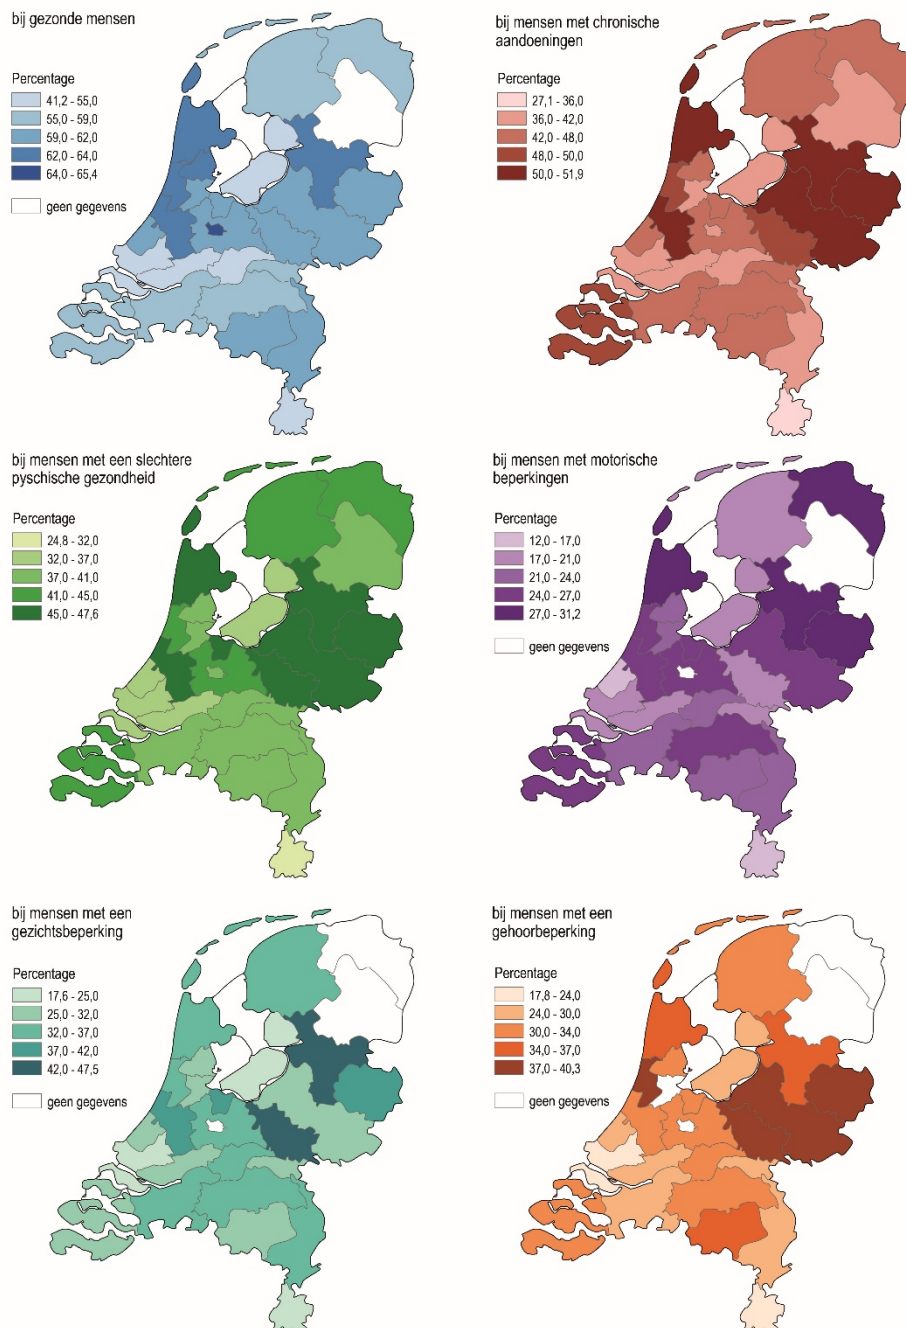 bij gezonde mensen
Percentage
41,2 - 55,0
55,0 - 59,0
59,0 - 62,0
62,0 - 64,0
64,0 - 65,4
geen gegevens
bij mensen met chronische
aandoeningen
Percentage
27,1 - 36,0
36,0 - 42,0
42,0 - 48,0
48,0 - 50,0
50,0 - 51,9
bij mensen met een slechtere
pyschische gezondheid
Percentage
24,8 - 32,0
32,0 - 37,0
37,0 - 41,0
41,0 - 45,0
45,0 - 47,6
bij mensen met motorische
beperkingen
Percentage
12,0 - 17,0
17,0 - 21,0
21,0 - 24,0
24,0 - 27,0
27,0 - 31,2
geen gegevens
bij mensen met een
gezichtsbeperking
Percentage
17,6 - 25,0
25,0 - 32,0
32,0 - 37,0
37,0 - 42,0
42,0 - 47,5
geen gegevens
bij mensen met een
gehoorbeperking
Percentage
17,8 - 24,0
24,0 - 30,0
30,0 - 34,0
34,0 - 37,0
37,0 - 40,3
geen gegevens